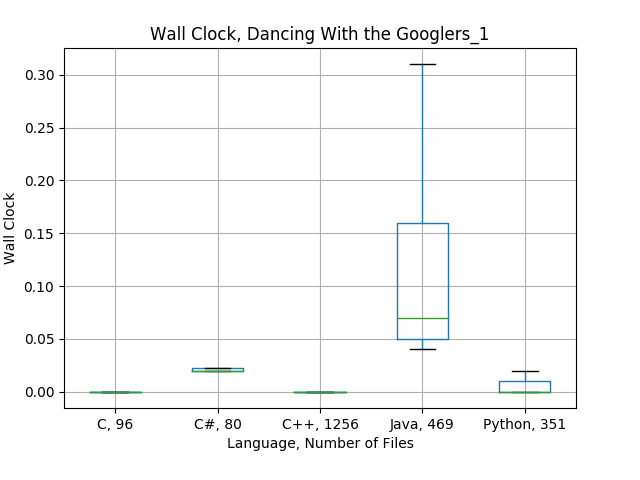 Wall Clock, Dancing With the Googlers_1
0.30
0.25
0.20
0.15
0.10
0.05
0.00
Wall Clock
C, 96
C#, 80
C++, 1256
Java, 469
Python, 351
Language, Number of Files